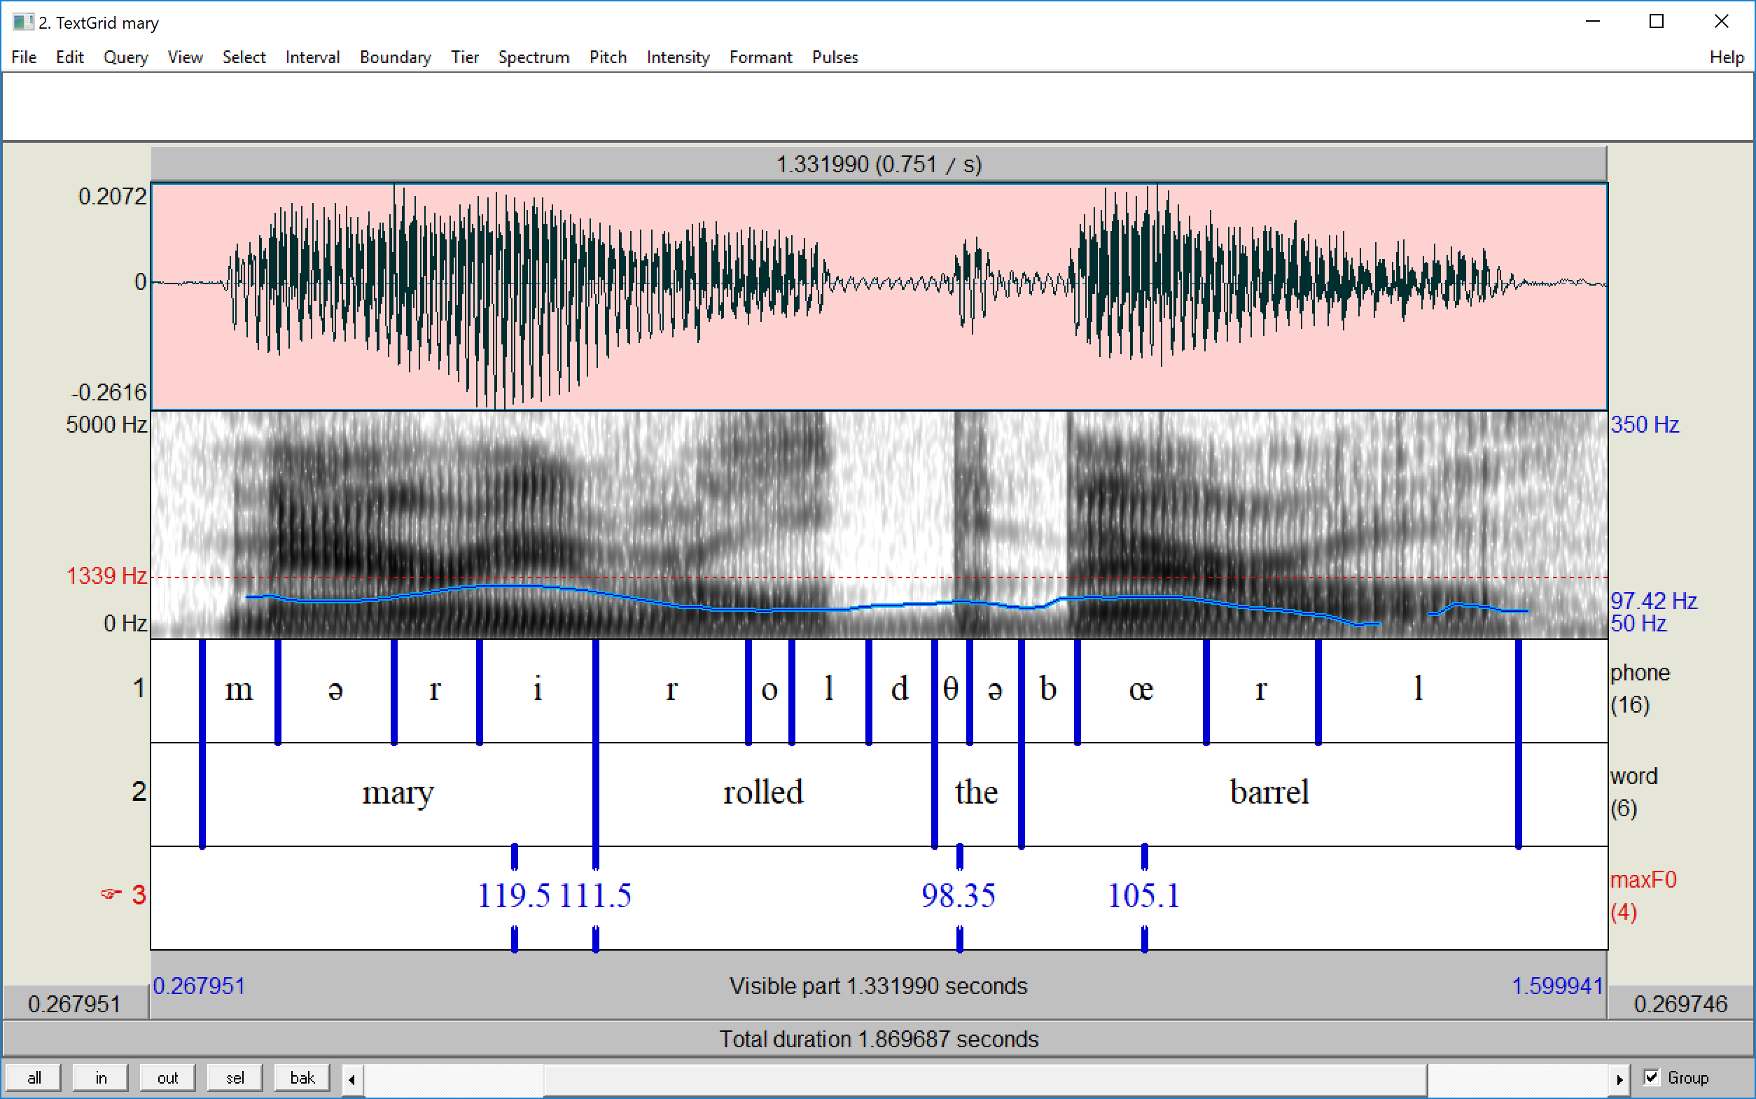 2. TextGrid mary
File Edit Query View Select Interval Boundary Tier Spectrum Pitch Intensity Formant Pulses Help
1.331990 (0.751 / s)
0.2072
0
-0.2616
5000 Hz 350 Hz
1339 Hz
97.42 Hz
0 Hz 50 Hz
1 m ə r i r o l d θ ə b œ r l phone
(16)
2 mary rolled the barrel word
(6)
☞ 3 119.5 111.5 98.35 105.1 maxF0
(4)
0.267951 Visible part 1.331990 seconds 1.599941
0.267951 0.269746
Total duration 1.869687 seconds
all in out sel bak Group